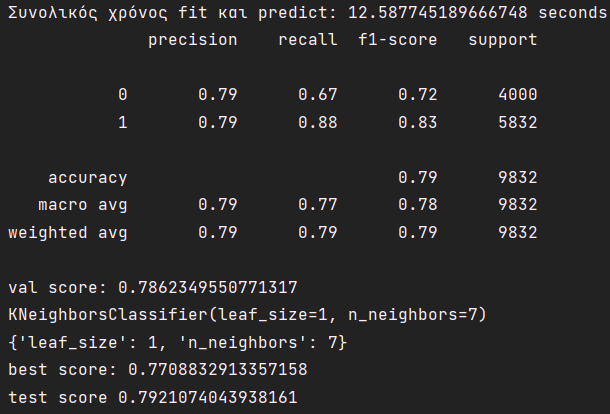 Συνολικός χρόνος fit και predict: 12.587745189666748 seconds
precision recall f1-score support
0 0.79 0.67 0.72 4000
1 0.79 0.88 0.83 5832
accuracy 0.79 9832
macro avg 0.79 0.77 0.78 9832
weighted avg 0.79 0.79 0.79 9832
val score: 0.7862349550771317
KNeighborsClassifier(leaf_size=1, n_neighbors=7)
{'leaf_size': 1, 'n_neighbors': 7}
best score: 0.7708832913357158
test score 0.7921074043938161